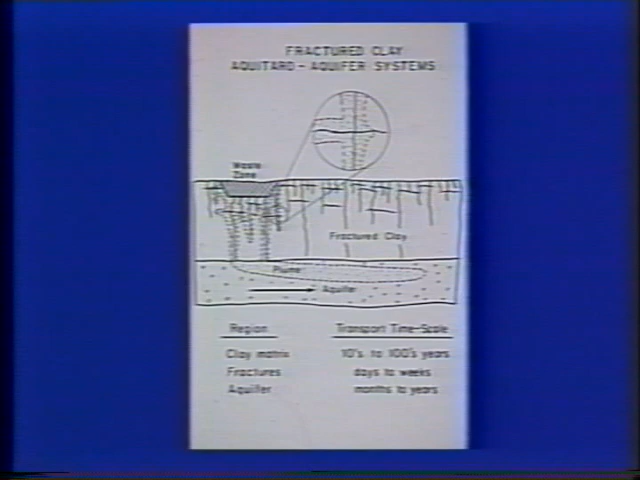 FRACTURED CLAY
AQUITARD - AQUIFER SYSTEMS
Waste
Zone
Fractured Clay
Plume
Aquifer
Region Transport Time-Scale
Clay matrix 10's to 100's years
Fractures days to weeks
Aquifer months to years